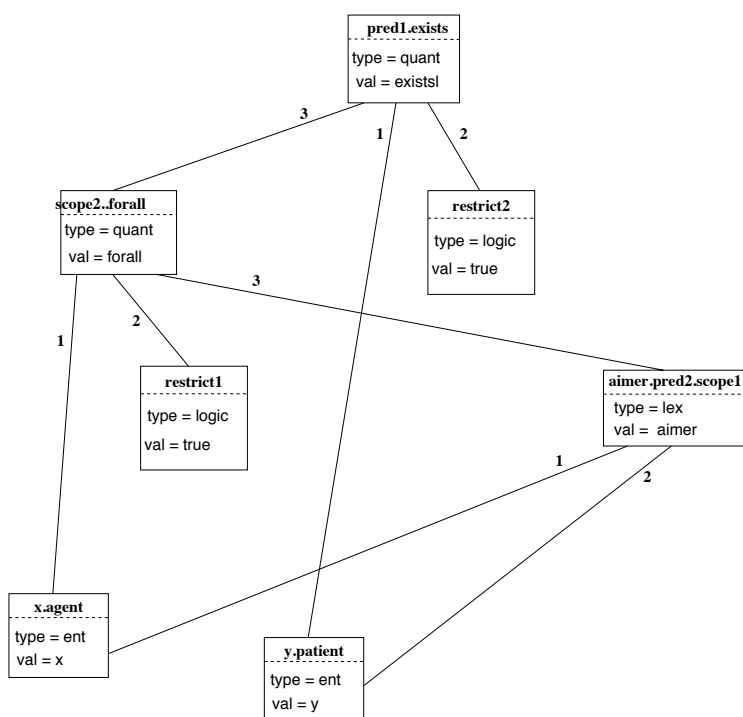 pred1.exists
type = quant
val = existsl
3
1
2
scope2..forall
type = quant
val = forall
restrict2
type = logic
val = true
1
2
3
restrict1
type = logic
val = true
aimer.pred2.scope1
type = lex
val = aimer
1
2
x.agent
type = ent
val = x
y.patient
type = ent
val = y